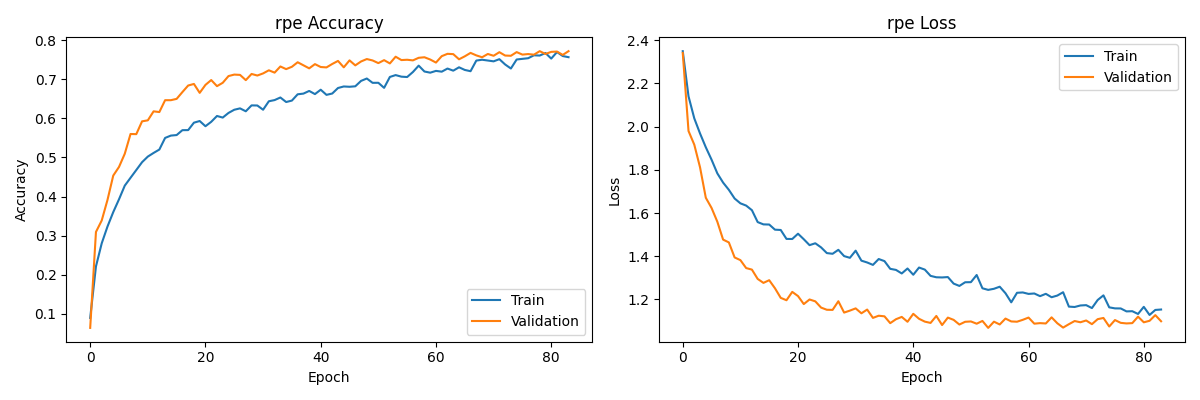 rpe Accuracy
Accuracy
0.8
0.7
0.6
0.5
0.4
0.3
0.2
0.1
0
20
40
60
80
Epoch
Train
Validation
rpe Loss
Loss
2.4
2.2
2.0
1.8
1.6
1.4
1.2
0
20
40
60
80
Epoch
Train
Validation